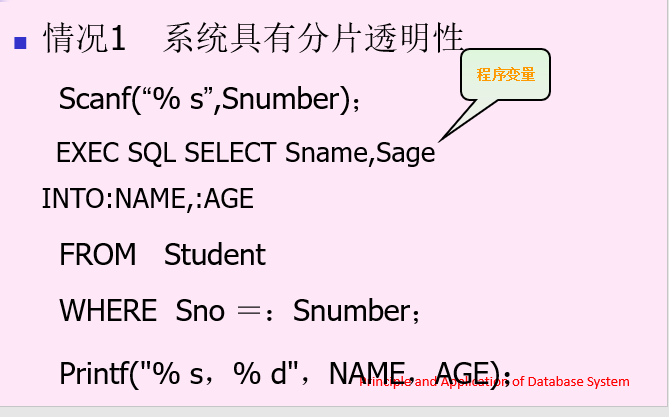 情况1 系统具有分片透明性
程序变量
Scanf(“% s”,Snumber)；
EXEC SQL SELECT Sname,Sage
INTO:NAME,:AGE
FROM Student
WHERE Sno ＝：Snumber；
Printf("% s，% d"，NAME，AGE)；
Principle and Application of Database System